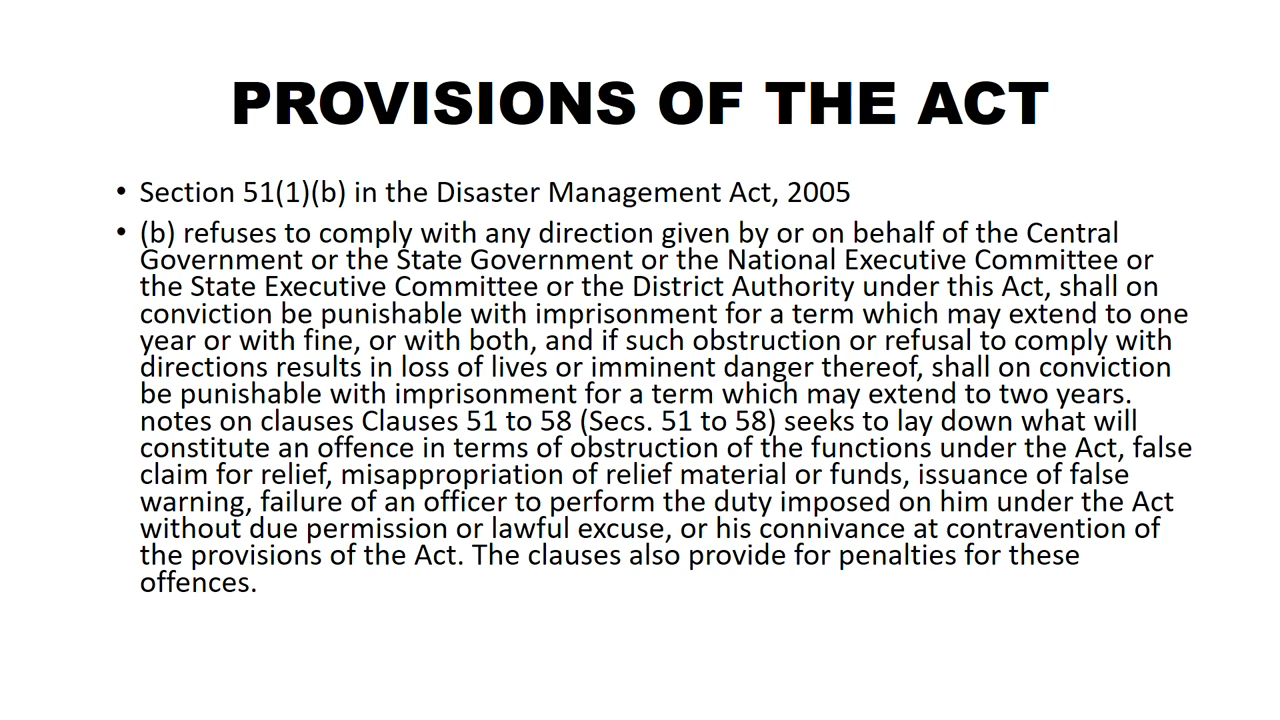 PROVISIONS OF THE ACT
• Section 51(1)(b) in the Disaster Management Act, 2005
• (b) refuses to comply with any direction given by or on behalf of the Central
Government or the State Government or the National Executive Committee or
the State Executive Committee or the District Authority under this Act, shall on
conviction be punishable with imprisonment for a term which may extend to one
year or with fine, or with both, and if such obstruction or refusal to comply with
directions results in loss of lives or imminent danger thereof, shall on conviction
be punishable with imprisonment for a term which may extend to two years.
notes on clauses Clauses 51 to 58 (Secs. 51 to 58) seeks to lay down what will
constitute an offence in terms of obstruction of the functions under the Act, false
claim for relief, misappropriation of relief material or funds, issuance of false
warning, failure of an officer to perform the duty imposed on him under the Act
without due permission or lawful excuse, or his connivance at contravention of
the provisions of the Act. The clauses also provide for penalties for these
offences.